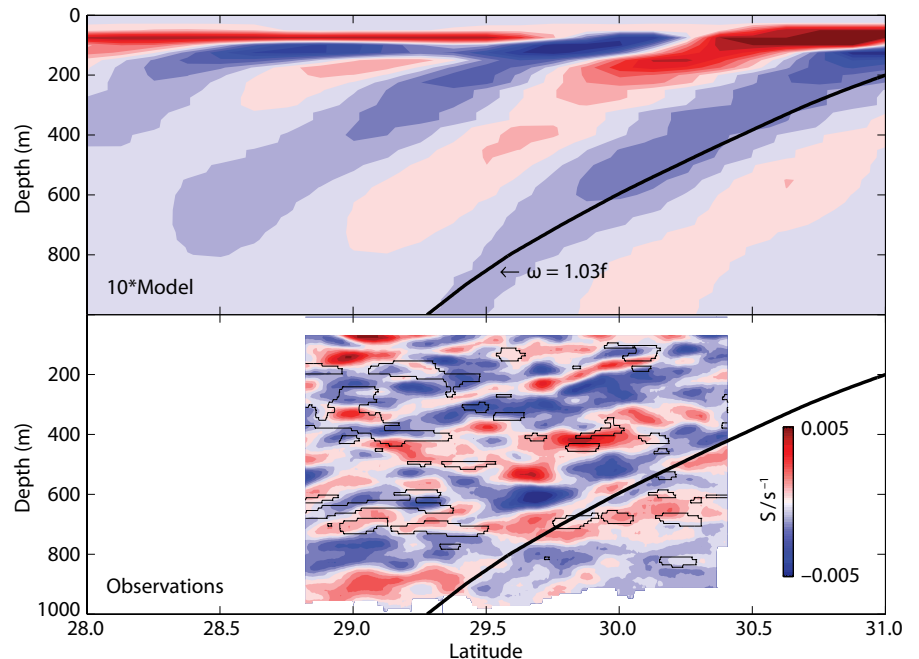 0
200
400
600
800
Depth (m)
10*Model
← ω = 1.03f
Latitude
200
400
600
800
1000
Depth (m)
Observations
0.005
S/s⁻¹
−0.005
28.0 28.5 29.0 29.5 30.0 30.5 31.0
Latitude